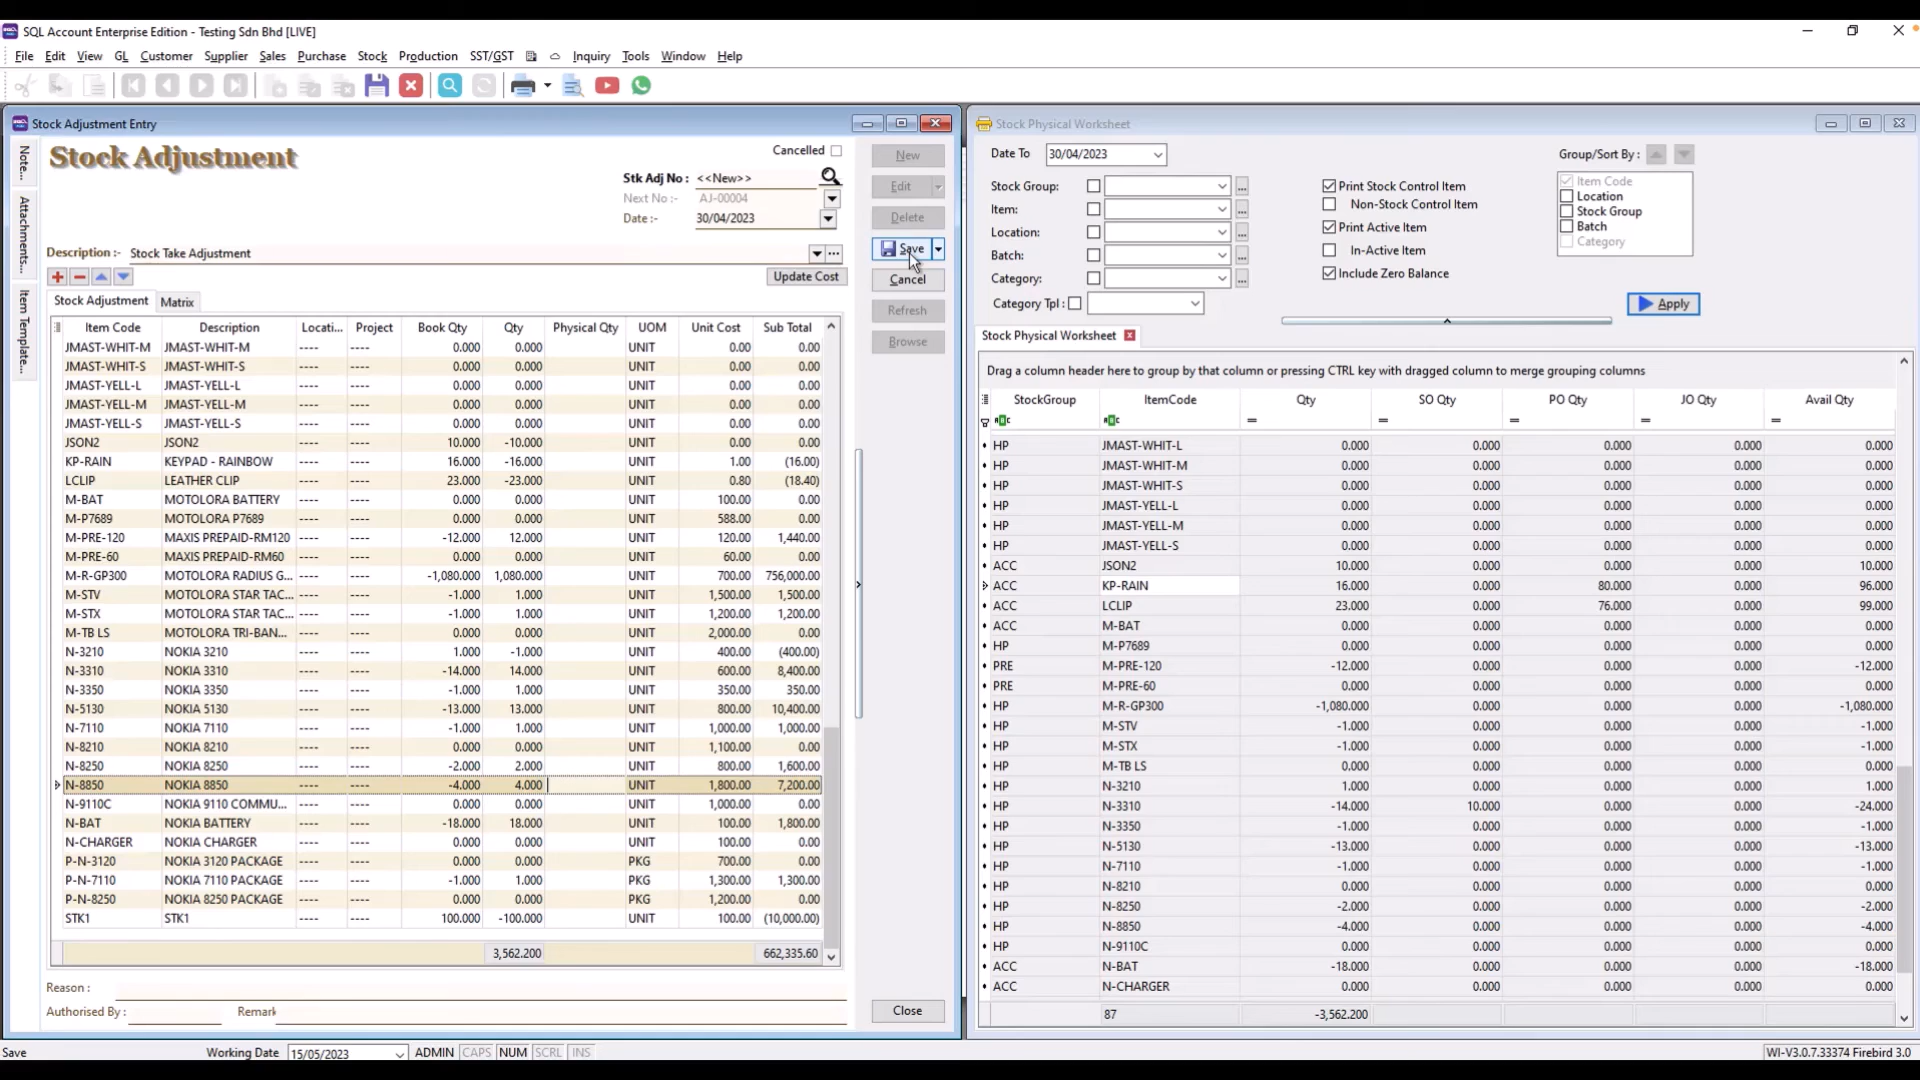 SQL Account Enterprise Edition - Testing Sdn Bhd [LIVE]
File Edit View GL Customer Supplier Sales Purchase Stock Production SST/GST Inquiry Tools Window Help
Stock Adjustment Entry
Note...
Attachments...
Item Template...
Stock Adjustment
Cancelled
Stk Adj No : <<New>>
Next No :- AJ-00004
Date :- 30/04/2023
Description :- Stock Take Adjustment
Update Cost
Stock Adjustment Matrix
Item Code Description Locati... Project Book Qty Qty Physical Qty UOM Unit Cost Sub Total
JMAST-WHIT-M JMAST-WHIT-M ---- ---- 0.000 0.000 UNIT 0.00 0.00
JMAST-WHIT-S JMAST-WHIT-S ---- ---- 0.000 0.000 UNIT 0.00 0.00
JMAST-YELL-L JMAST-YELL-L ---- ---- 0.000 0.000 UNIT 0.00 0.00
JMAST-YELL-M JMAST-YELL-M ---- ---- 0.000 0.000 UNIT 0.00 0.00
JMAST-YELL-S JMAST-YELL-S ---- ---- 0.000 0.000 UNIT 0.00 0.00
JSON2 JSON2 ---- ---- 10.000 -10.000 UNIT 0.00 0.00
KP-RAIN KEYPAD - RAINBOW ---- ---- 16.000 -16.000 UNIT 1.00 (16.00)
LCLIP LEATHER CLIP ---- ---- 23.000 -23.000 UNIT 0.80 (18.40)
M-BAT MOTOLORA BATTERY ---- ---- 0.000 0.000 UNIT 100.00 0.00
M-P7689 MOTOLORA P7689 ---- ---- 0.000 0.000 UNIT 588.00 0.00
M-PRE-120 MAXIS PREPAID-RM120 ---- ---- -12.000 12.000 UNIT 120.00 1,440.00
M-PRE-60 MAXIS PREPAID-RM60 ---- ---- 0.000 0.000 UNIT 60.00 0.00
M-R-GP300 MOTOLORA RADIUS G... ---- ---- -1,080.000 1,080.000 UNIT 700.00 756,000.00
M-STV MOTOLORA STAR TAC... ---- ---- -1.000 1.000 UNIT 1,500.00 1,500.00
M-STX MOTOLORA STAR TAC... ---- ---- -1.000 1.000 UNIT 1,200.00 1,200.00
M-TB LS MOTOLORA TRI-BAN... ---- ---- 0.000 0.000 UNIT 2,000.00 0.00
N-3210 NOKIA 3210 ---- ---- 1.000 -1.000 UNIT 400.00 (400.00)
N-3310 NOKIA 3310 ---- ---- -14.000 14.000 UNIT 600.00 8,400.00
N-3350 NOKIA 3350 ---- ---- -1.000 1.000 UNIT 350.00 350.00
N-5130 NOKIA 5130 ---- ---- -13.000 13.000 UNIT 800.00 10,400.00
N-7110 NOKIA 7110 ---- ---- -1.000 1.000 UNIT 1,000.00 1,000.00
N-8210 NOKIA 8210 ---- ---- 0.000 0.000 UNIT 1,100.00 0.00
N-8250 NOKIA 8250 ---- ---- -2.000 2.000 UNIT 800.00 1,600.00
N-8850 NOKIA 8850 ---- ---- -4.000 4.000 UNIT 1,800.00 7,200.00
N-9110C NOKIA 9110 COMMU... ---- ---- 0.000 0.000 UNIT 1,000.00 0.00
N-BAT NOKIA BATTERY ---- ---- -18.000 18.000 UNIT 100.00 1,800.00
N-CHARGER NOKIA CHARGER ---- ---- 0.000 0.000 UNIT 100.00 0.00
P-N-3120 NOKIA 3120 PACKAGE ---- ---- 0.000 0.000 PKG 700.00 0.00
P-N-7110 NOKIA 7110 PACKAGE ---- ---- -1.000 1.000 PKG 1,300.00 1,300.00
P-N-8250 NOKIA 8250 PACKAGE ---- ---- 0.000 0.000 PKG 1,200.00 0.00
STK1 STK1 ---- ---- 100.000 -100.000 UNIT 100.00 (10,000.00)
3,562.200 662,335.60
Reason :
Authorised By : Remark
New
Edit
Delete
Save
Cancel
Refresh
Browse
Close
Stock Physical Worksheet
Date To 30/04/2023
Stock Group:
Item:
Location:
Batch:
Category:
Category Tpl :
Print Stock Control Item
Non-Stock Control Item
Print Active Item
In-Active Item
Include Zero Balance
Group/Sort By :
Item Code
Location
Stock Group
Batch
Category
Apply
Stock Physical Worksheet
Drag a column header here to group by that column or pressing CTRL key with dragged column to merge grouping columns
StockGroup ItemCode Qty SO Qty PO Qty JO Qty Avail Qty
= = = = =
HP JMAST-WHIT-L 0.000 0.000 0.000 0.000 0.000
HP JMAST-WHIT-M 0.000 0.000 0.000 0.000 0.000
HP JMAST-WHIT-S 0.000 0.000 0.000 0.000 0.000
HP JMAST-YELL-L 0.000 0.000 0.000 0.000 0.000
HP JMAST-YELL-M 0.000 0.000 0.000 0.000 0.000
HP JMAST-YELL-S 0.000 0.000 0.000 0.000 0.000
ACC JSON2 10.000 0.000 0.000 0.000 10.000
ACC KP-RAIN 16.000 0.000 80.000 0.000 96.000
ACC LCLIP 23.000 0.000 76.000 0.000 99.000
ACC M-BAT 0.000 0.000 0.000 0.000 0.000
HP M-P7689 0.000 0.000 0.000 0.000 0.000
PRE M-PRE-120 -12.000 0.000 0.000 0.000 -12.000
PRE M-PRE-60 0.000 0.000 0.000 0.000 0.000
HP M-R-GP300 -1,080.000 0.000 0.000 0.000 -1,080.000
HP M-STV -1.000 0.000 0.000 0.000 -1.000
HP M-STX -1.000 0.000 0.000 0.000 -1.000
HP M-TB LS 0.000 0.000 0.000 0.000 0.000
HP N-3210 1.000 0.000 0.000 0.000 1.000
HP N-3310 -14.000 10.000 0.000 0.000 -24.000
HP N-3350 -1.000 0.000 0.000 0.000 -1.000
HP N-5130 -13.000 0.000 0.000 0.000 -13.000
HP N-7110 -1.000 0.000 0.000 0.000 -1.000
HP N-8210 0.000 0.000 0.000 0.000 0.000
HP N-8250 -2.000 0.000 0.000 0.000 -2.000
HP N-8850 -4.000 0.000 0.000 0.000 -4.000
HP N-9110C 0.000 0.000 0.000 0.000 0.000
ACC N-BAT -18.000 0.000 0.000 0.000 -18.000
ACC N-CHARGER 0.000 0.000 0.000 0.000 0.000
87 -3,562.200
Save Working Date 15/05/2023 ADMIN CAPS NUM SCRL INS WI-V3.0.7.33374 Firebird 3.0